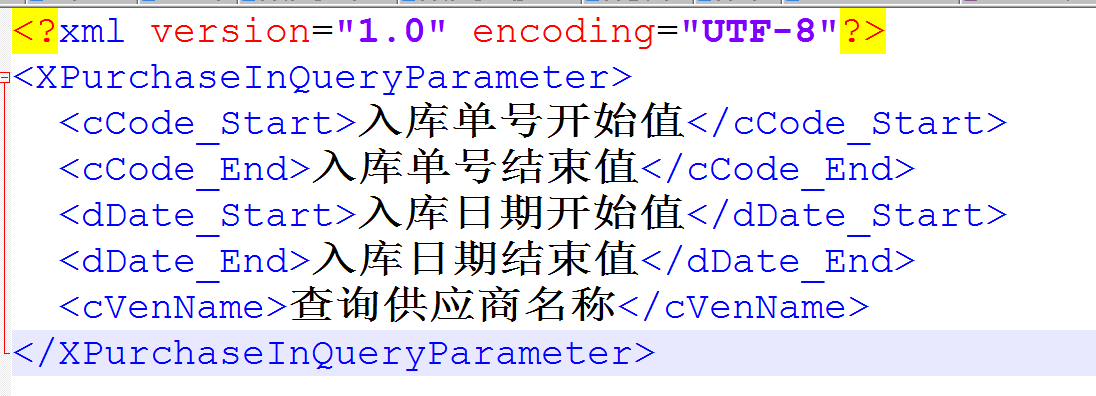 <?xml version="1.0" encoding="UTF-8"?>
<XPurchaseInQueryParameter>
<cCode_Start>入库单号开始值</cCode_Start>
<cCode_End>入库单号结束值</cCode_End>
<dDate_Start>入库日期开始值</dDate_Start>
<dDate_End>入库日期结束值</dDate_End>
<cVenName>查询供应商名称</cVenName>
</XPurchaseInQueryParameter>